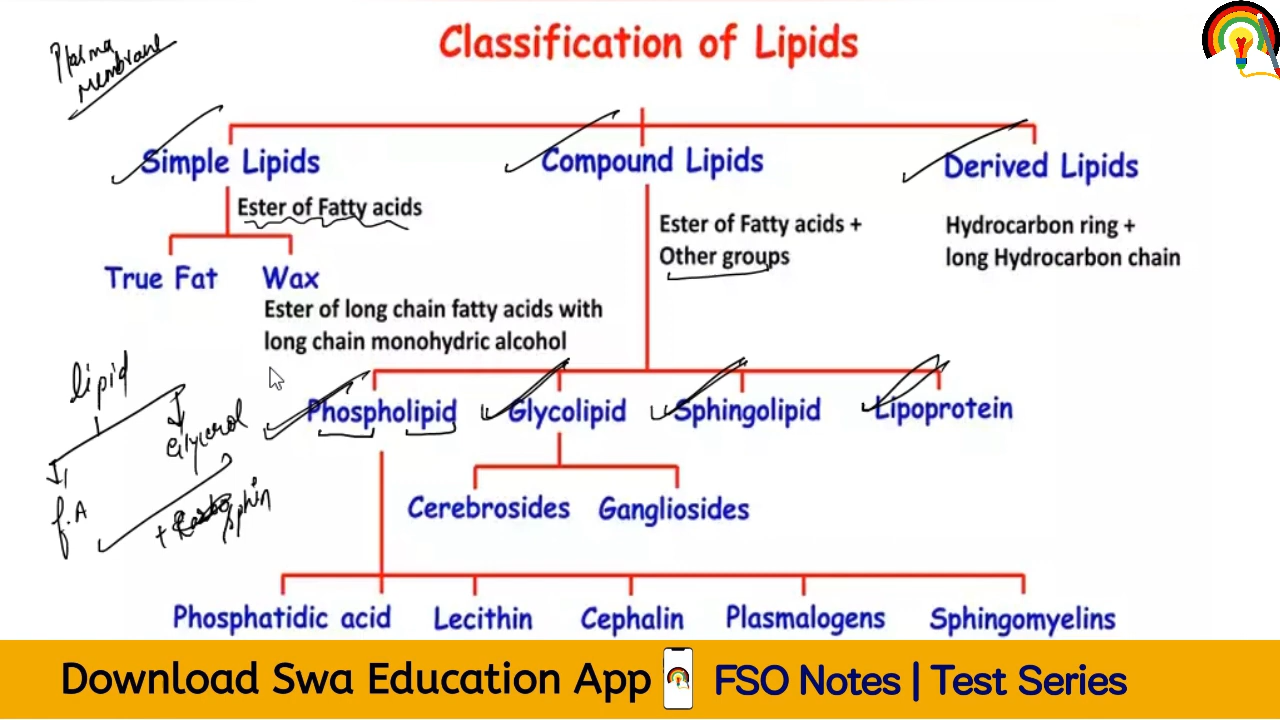 Classification of Lipids
Plasma
Membrane
Simple Lipids
Compound Lipids
Derived Lipids
Ester of Fatty acids
Ester of Fatty acids +
Other groups
Hydrocarbon ring +
long Hydrocarbon chain
True Fat
Wax
Ester of long chain fatty acids with
long chain monohydric alcohol
lipid
Glycerol
f.A
+ sphin
Phospholipid
Glycolipid
Sphingolipid
Lipoprotein
Cerebrosides
Gangliosides
Phosphatidic acid
Lecithin
Cephalin
Plasmalogens
Sphingomyelins
Download Swa Education App
FSO Notes | Test Series